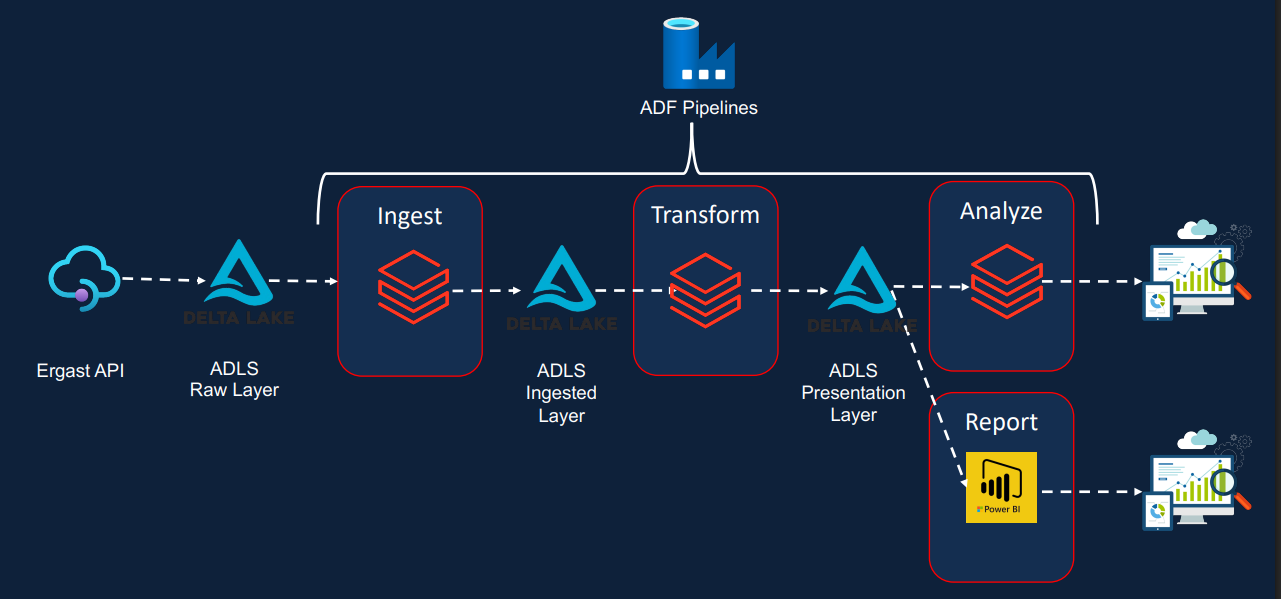 ADF Pipelines
Ingest
Transform
Analyze
DELTA LAKE
DELTA LAKE
DELTA LAKE
Ergast API
ADLS
Raw Layer
ADLS
Ingested
Layer
ADLS
Presentation
Layer
Report
Power BI